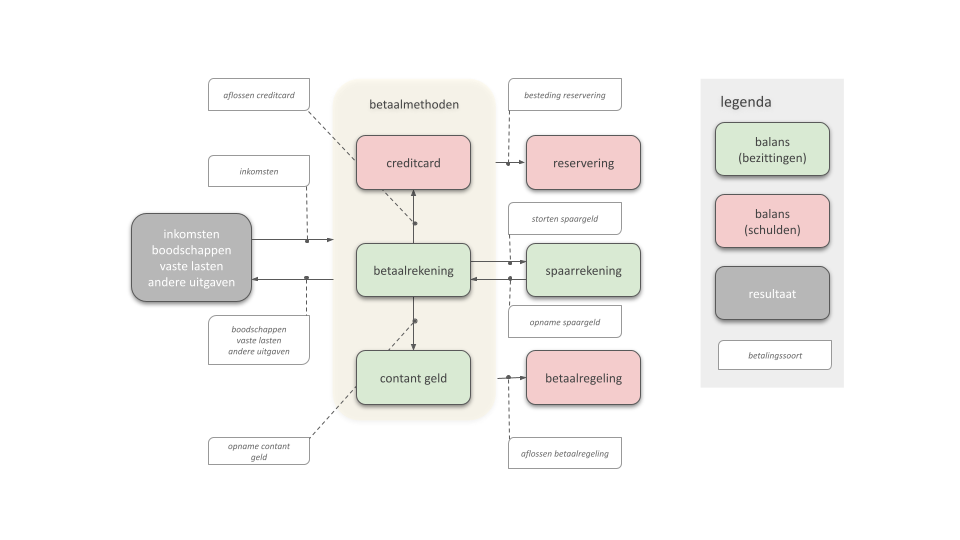 aflossen creditcard
betaalmethoden
besteding reservering
legenda
creditcard
reservering
balans
(bezittingen)
inkomsten
storten spaargeld
balans
(schulden)
inkomsten
boodschappen
vaste lasten
andere uitgaven
betaalrekening
spaarrekening
resultaat
boodschappen
vaste lasten
andere uitgaven
opname spaargeld
betalingssoort
contant geld
betaalregeling
opname contant
geld
aflossen betaalregeling